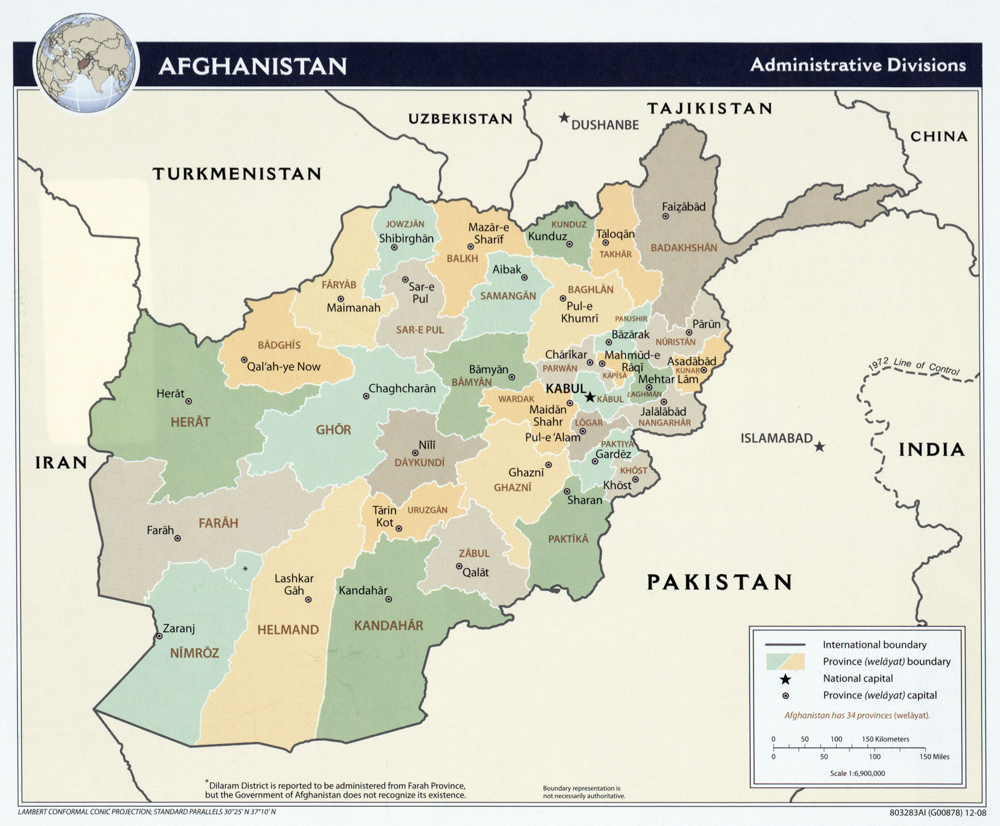 AFGHANISTAN
Administrative Divisions
UZBEKISTAN
DUSHANBE
TAJIKISTAN
CHINA
TURKMENISTAN
Faiẕābād
JOWZJĀN
Shibirghān
Mazār-e
Sharīf
BALKH
KUNDUZ
Kunduz
Tāloqān
TAKHĀR
BADAKHSHĀN
Aibak
SAMANGĀN
FĀRYĀB
Maimanah
Sar-e
Pul
SAR-E PUL
BAGHLĀN
Pul-e
Khumrī
PANJSHIR
Bāzārak
Pārūn
NŪRISTĀN
BĀDGHĪS
Qal‘ah-ye Now
Chārīkar
PARWĀN
Mahmūd-e
Rāqī
KĀPĪSĀ
Asadābād
KUNAR
Bāmyān
BĀMYĀN
Mehtar Lām
LAGHMĀN
1972 Line of Control
Herāt
HERĀT
Chaghcharān
GHŌR
KABUL
KĀBUL
WARDAK
Maidān
Shahr
Jalālābād
NANGARHĀR
LŌGAR
Pul-e ‘Alam
ISLAMABAD
INDIA
IRAN
Nīlī
DĀYKUNDĪ
PAKTIYĀ
Gardēz
Ghaznī
GHAZNĪ
KHŌST
Khōst
Sharan
Tārin
Kot
URUZGĀN
FARĀH
Farāh
PAKTĪKĀ
ZĀBUL
Qalāt
*
Lashkar
Gāh
Kandahār
PAKISTAN
Zaranj
NĪMRŌZ
HELMAND
KANDAHĀR
International boundary
Province (welāyat) boundary
National capital
Province (welāyat) capital
Afghanistan has 34 provinces (welāyat).
0 50 100 150 Kilometers
0 50 100 150 Miles
Scale 1:6,900,000
*Dilaram District is reported to be administered from Farah Province,
but the Government of Afghanistan does not recognize its existence.
Boundary representation is
not necessarily authoritative.
LAMBERT CONFORMAL CONIC PROJECTION; STANDARD PARALLELS 30°25′ N 37°10′ N
803283AI (G00878) 12-08